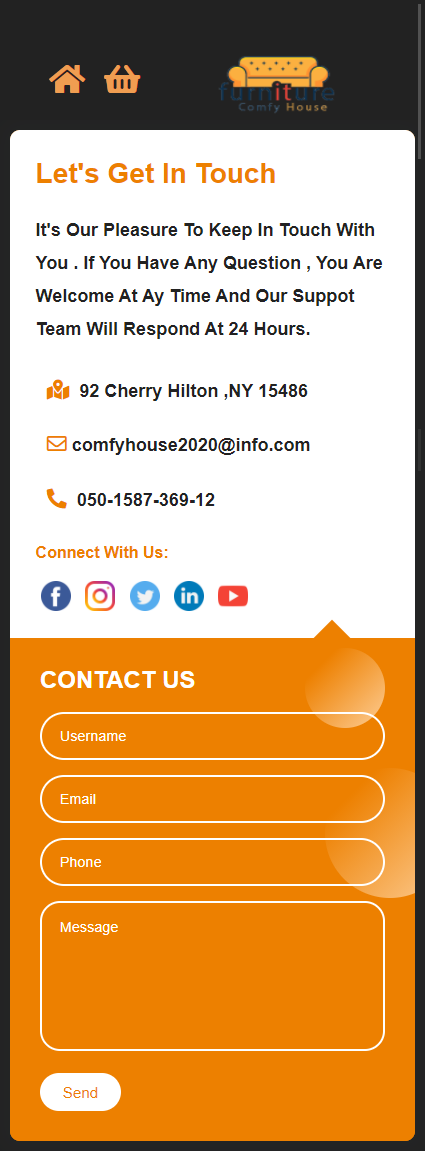 furniture
Comfy House
Let's Get In Touch
It's Our Pleasure To Keep In Touch With
You . If You Have Any Question , You Are
Welcome At Ay Time And Our Suppot
Team Will Respond At 24 Hours.
92 Cherry Hilton ,NY 15486
comfyhouse2020@info.com
050-1587-369-12
Connect With Us:
CONTACT US
Username
Email
Phone
Message
Send